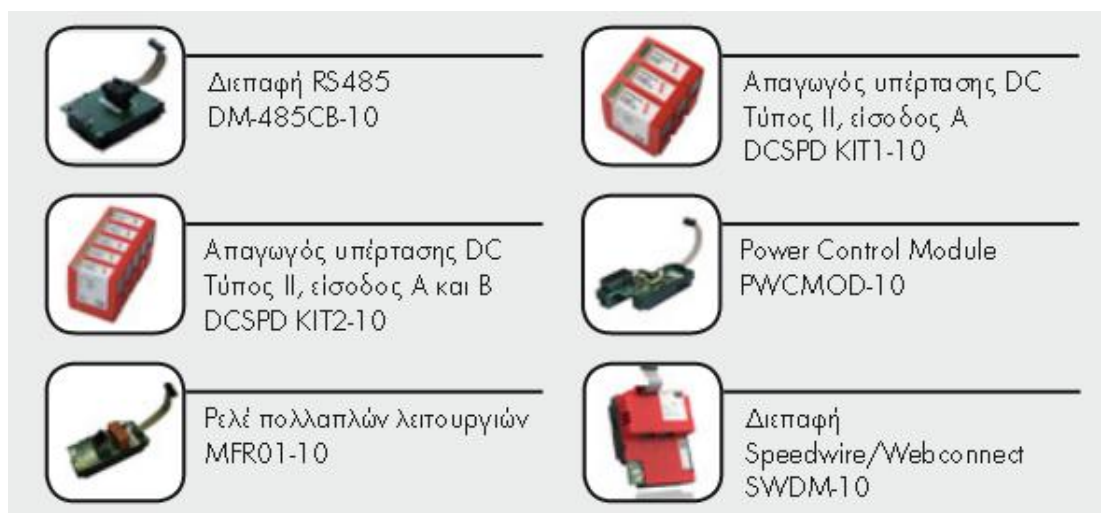 Διεπαφή RS485
DM-485CB-10
Απαγωγός υπέρτασης DC
Τύπος II, είσοδος A
DCSPD KIT1-10
Απαγωγός υπέρτασης DC
Τύπος II, είσοδος A και B
DCSPD KIT2-10
Power Control Module
PWCMOD-10
Ρελέ πολλαπλών λειτουργιών
MFR01-10
Διεπαφή
Speedwire/Webconnect
SWDM-10